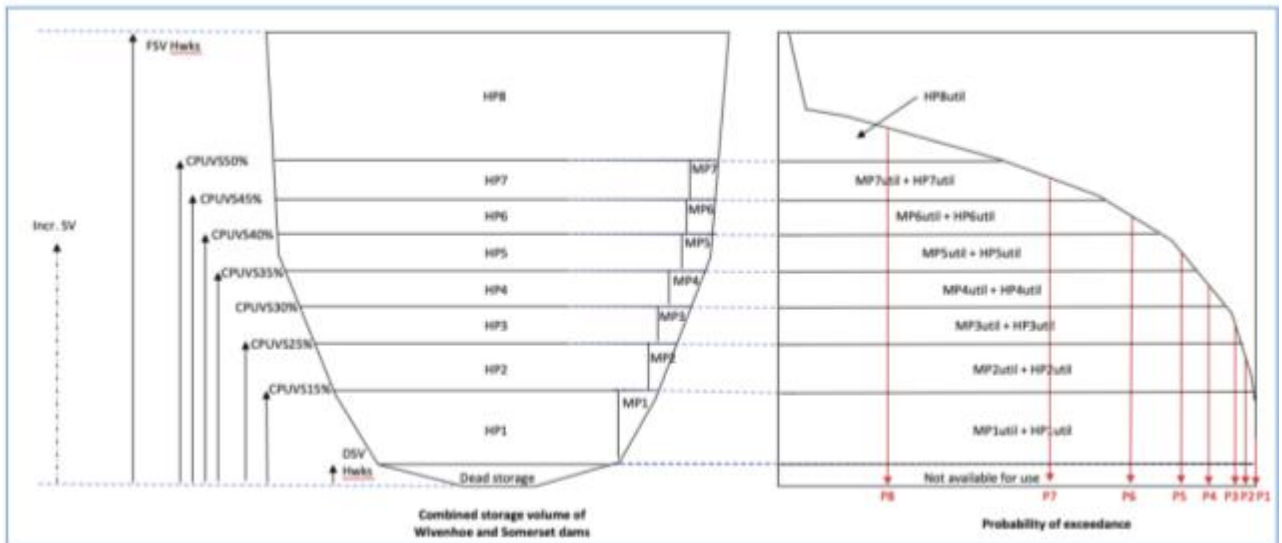 FSV Hwks
CPUVS50%
CPUVS45%
Incr. SV
CPUVS40%
CPUVS35%
CPUVS30%
CPUVS25%
CPUVS15%
DSV
Hwks
HP8
HP7
HP6
HP5
HP4
HP3
HP2
HP1
Dead storage
MP7
MP6
MP5
MP4
MP3
MP2
MP1
Combined storage volume of
Wivenhoe and Somerset dams
HP8util
MP7util + HP7util
MP6util + HP6util
MP5util + HP5util
MP4util + HP4util
MP3util + HP3util
MP2util + HP2util
MP1util + HP1util
Not available for use
P8
P7
P6
P5
P4
P3
P2
P1
Probability of exceedance